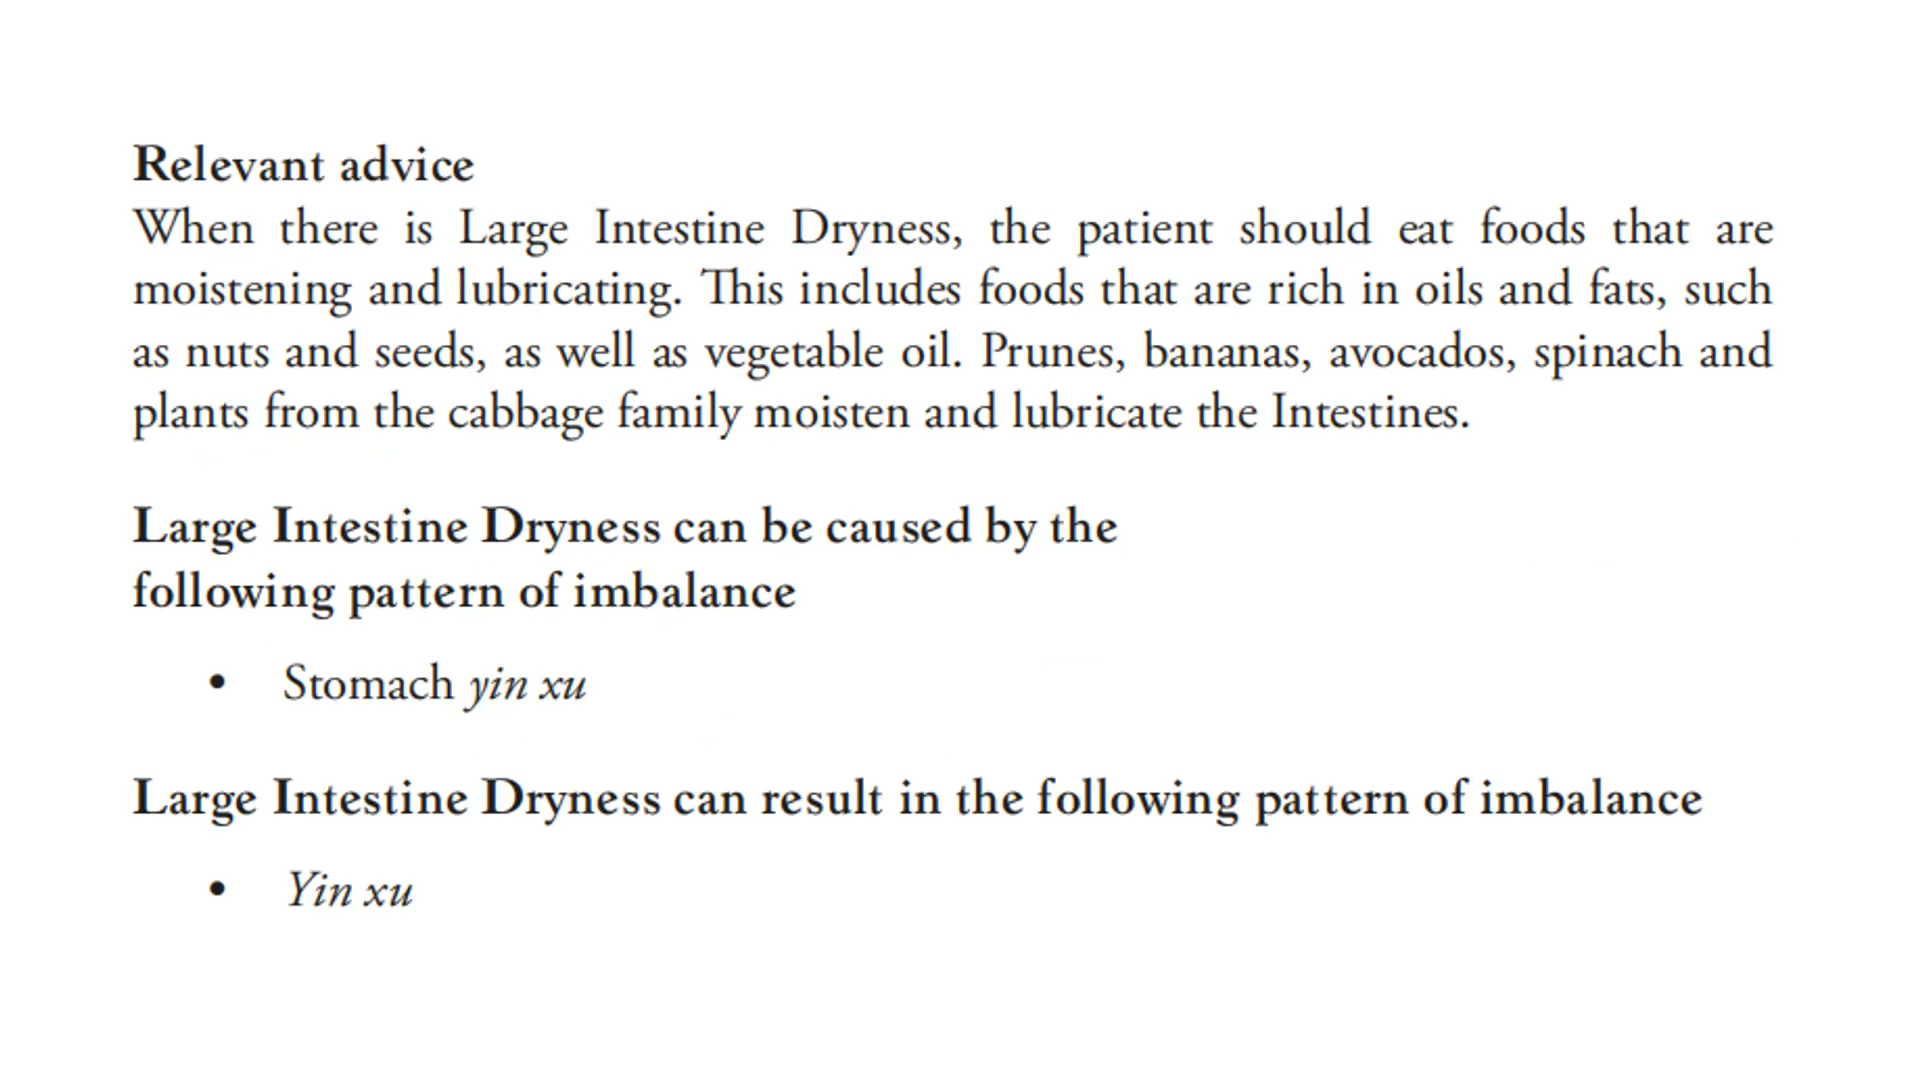 Relevant advice
When there is Large Intestine Dryness, the patient should eat foods that are
moistening and lubricating. This includes foods that are rich in oils and fats, such
as nuts and seeds, as well as vegetable oil. Prunes, bananas, avocados, spinach and
plants from the cabbage family moisten and lubricate the Intestines.
Large Intestine Dryness can be caused by the
following pattern of imbalance
• Stomach yin xu
Large Intestine Dryness can result in the following pattern of imbalance
• Yin xu